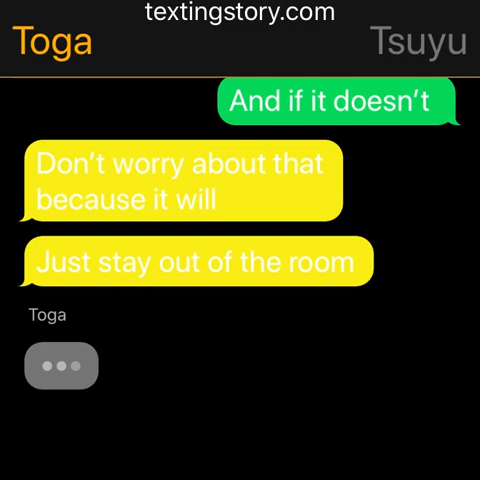 textingstory.com
Toga
Tsuyu
And if it doesn’t
Don’t worry about that
because it will
Just stay out of the room
Toga